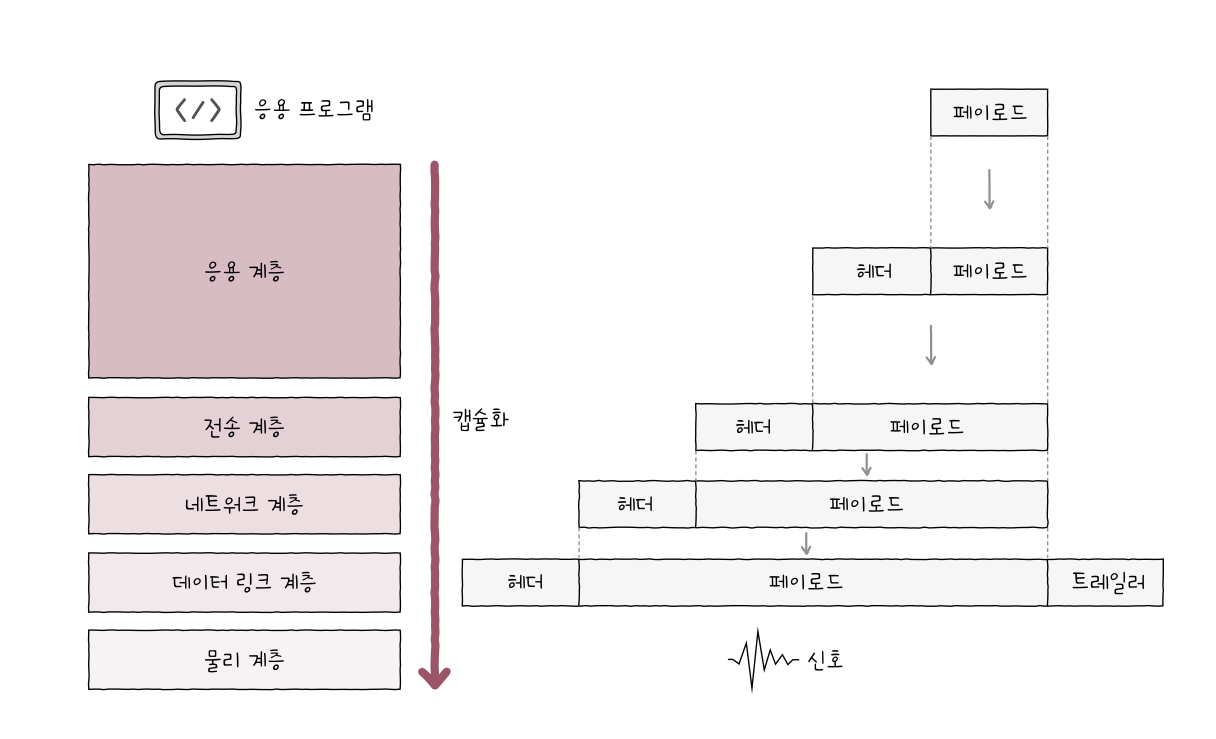 </> 응용 프로그램
페이로드
응용 계층
헤더 페이로드
캡슐화
전송 계층
헤더 페이로드
네트워크 계층
헤더 페이로드
데이터 링크 계층
헤더 페이로드 트레일러
물리 계층
신호